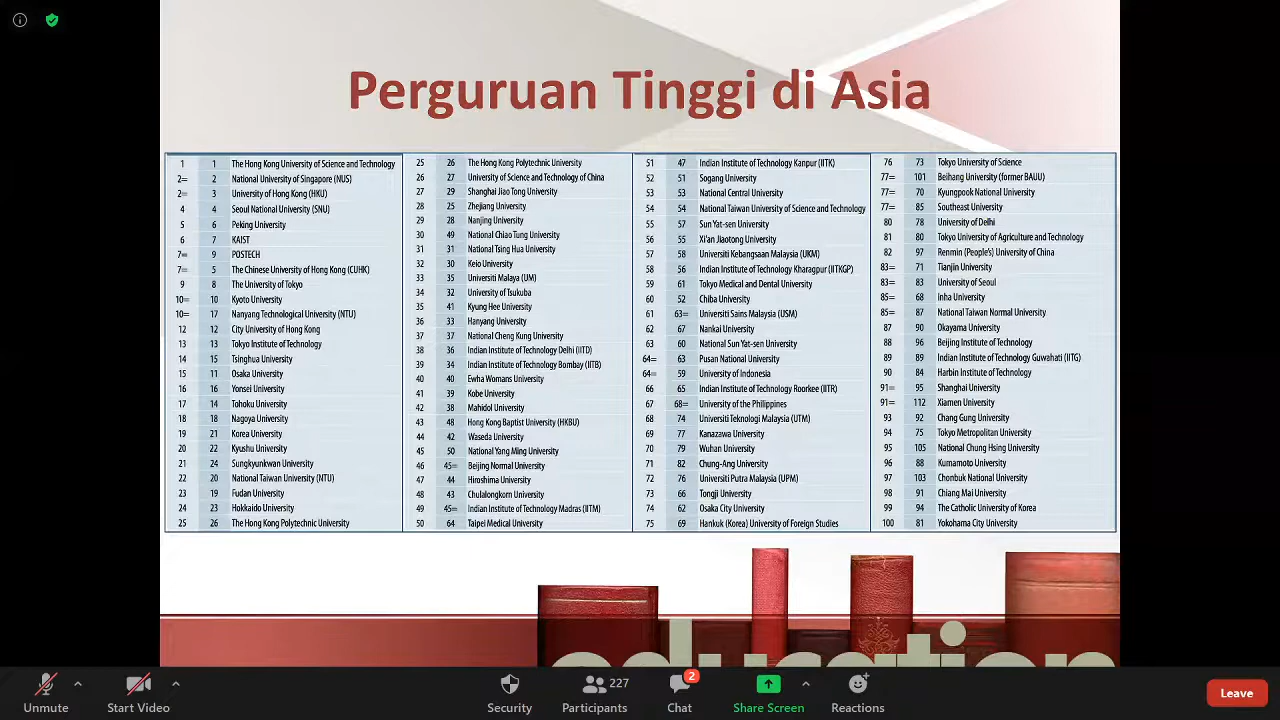 Perguruan Tinggi di Asia
1 1 The Hong Kong University of Science and Technology
2= 2 National University of Singapore (NUS)
2= 3 University of Hong Kong (HKU)
4 4 Seoul National University (SNU)
5 6 Peking University
6 7 KAIST
7= 9 POSTECH
7= 5 The Chinese University of Hong Kong (CUHK)
9 8 The University of Tokyo
10= 10 Kyoto University
10= 17 Nanyang Technological University (NTU)
12 12 City University of Hong Kong
13 13 Tokyo Institute of Technology
14 15 Tsinghua University
15 11 Osaka University
16 16 Yonsei University
17 14 Tohoku University
18 18 Nagoya University
19 21 Korea University
20 22 Kyushu University
21 24 Sungkyunkwan University
22 20 National Taiwan University (NTU)
23 19 Fudan University
24 23 Hokkaido University
25 26 The Hong Kong Polytechnic University
25 26 The Hong Kong Polytechnic University
26 27 University of Science and Technology of China
27 29 Shanghai Jiao Tong University
28 25 Zhejiang University
29 28 Nanjing University
30 49 National Chiao Tung University
31 31 National Tsing Hua University
32 30 Keio University
33 35 Universiti Malaya (UM)
34 32 University of Tsukuba
35 41 Kyung Hee University
36 33 Hanyang University
37 37 National Cheng Kung University
38 36 Indian Institute of Technology Delhi (IITD)
39 34 Indian Institute of Technology Bombay (IITB)
40 40 Ewha Womans University
41 39 Kobe University
42 38 Mahidol University
43 48 Hong Kong Baptist University (HKBU)
44 42 Waseda University
45 50 National Yang Ming University
46 45= Beijing Normal University
47 44 Hiroshima University
48 43 Chulalongkorn University
49 45= Indian Institute of Technology Madras (IITM)
50 64 Taipei Medical University
51 47 Indian Institute of Technology Kanpur (IITK)
52 51 Sogang University
53 53 National Central University
54 54 National Taiwan University of Science and Technology
55 57 Sun Yat-sen University
56 55 Xi'an Jiaotong University
57 58 Universiti Kebangsaan Malaysia (UKM)
58 56 Indian Institute of Technology Kharagpur (IITKGP)
59 61 Tokyo Medical and Dental University
60 52 Chiba University
61 63= Universiti Sains Malaysia (USM)
62 67 Nankai University
63 60 National Sun Yat-sen University
64= 63 Pusan National University
64= 59 University of Indonesia
66 65 Indian Institute of Technology Roorkee (IITR)
67 68= University of the Philippines
68 74 Universiti Teknologi Malaysia (UTM)
69 77 Kanazawa University
70 79 Wuhan University
71 82 Chung-Ang University
72 76 Universiti Putra Malaysia (UPM)
73 66 Tongji University
74 62 Osaka City University
75 69 Hankuk (Korea) University of Foreign Studies
76 73 Tokyo University of Science
77= 101 Beihang University (former BAUU)
77= 70 Kyungpook National University
77= 85 Southeast University
80 78 University of Delhi
81 80 Tokyo University of Agriculture and Technology
82 97 Renmin (People's) University of China
83= 71 Tianjin University
83= 83 University of Seoul
85= 68 Inha University
85= 87 National Taiwan Normal University
87 90 Okayama University
88 96 Beijing Institute of Technology
89 89 Indian Institute of Technology Guwahati (IITG)
90 84 Harbin Institute of Technology
91= 95 Shanghai University
91= 112 Xiamen University
93 92 Chang Gung University
94 75 Tokyo Metropolitan University
95 105 National Chung Hsing University
96 88 Kumamoto University
97 103 Chonbuk National University
98 91 Chiang Mai University
99 94 The Catholic University of Korea
100 81 Yokohama City University
education
2
227
Unmute Start Video Security Participants Chat Share Screen Reactions Leave